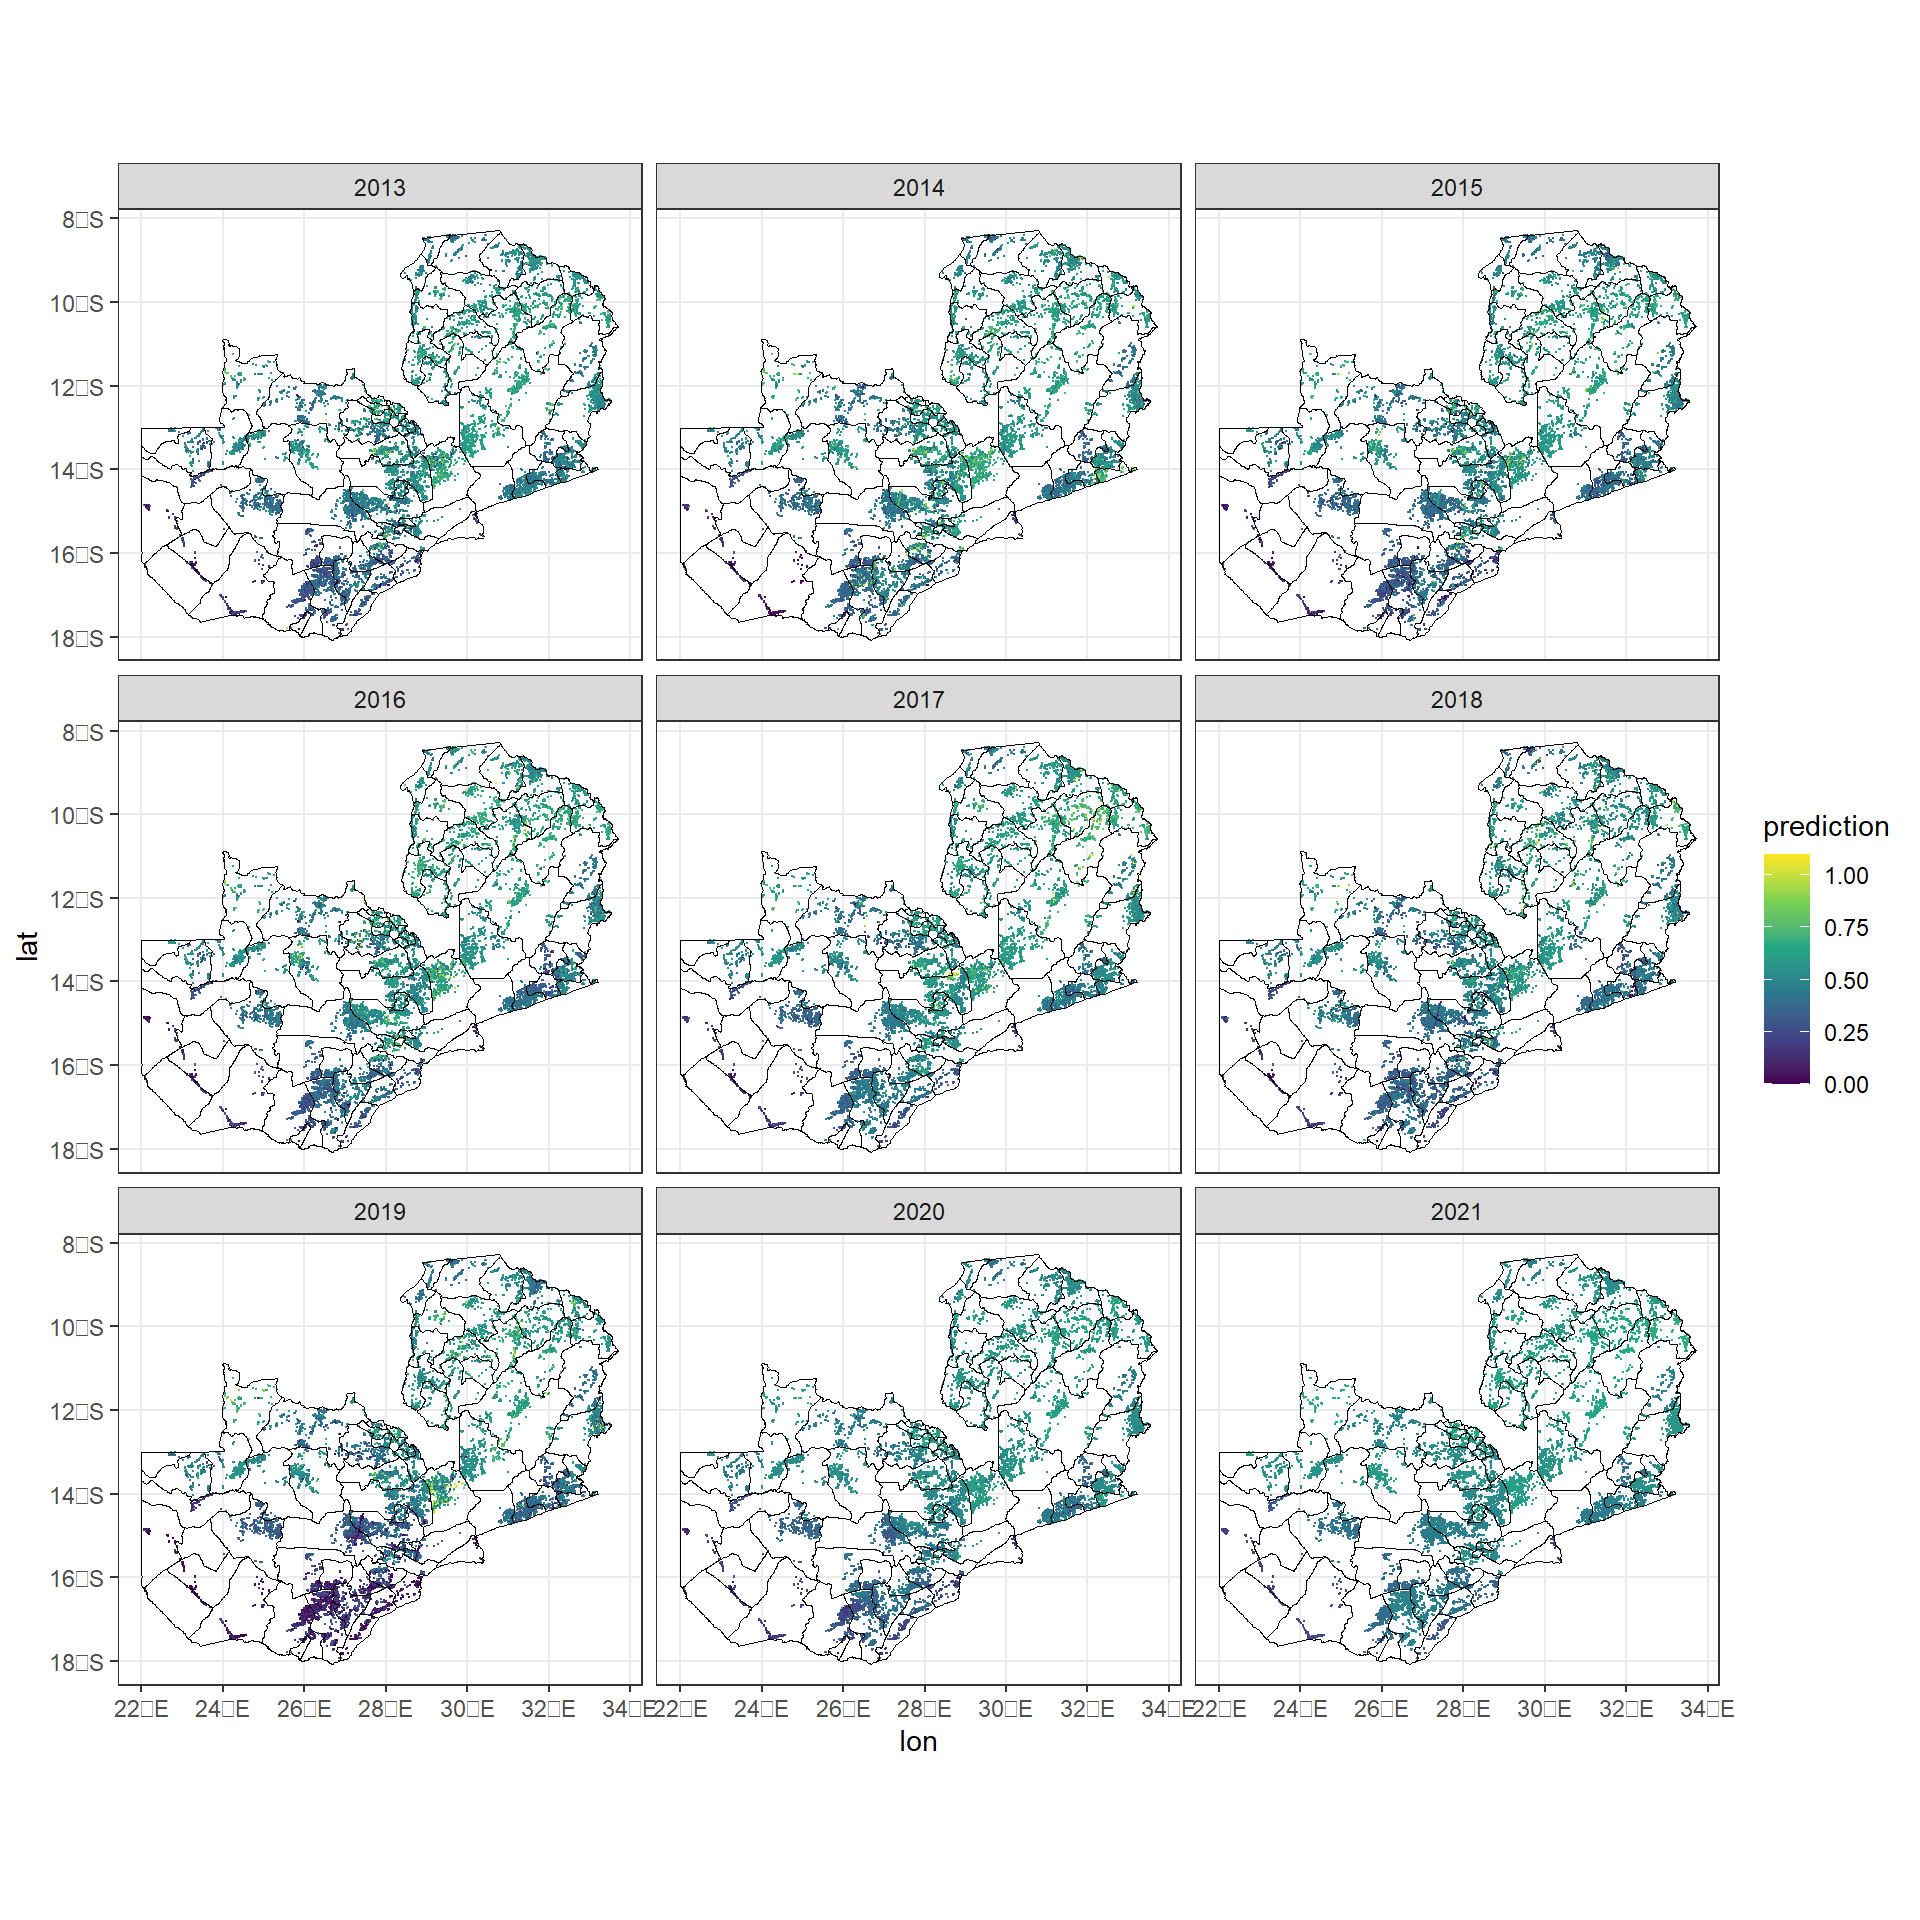 2013
2014
2015
8□S
10□S
12□S
14□S
16□S
18□S
2016
2017
2018
8□S
10□S
12□S
14□S
16□S
18□S
2019
2020
2021
8□S
10□S
12□S
14□S
16□S
18□S
22□E 24□E 26□E 28□E 30□E 32□E 34□E
22□E 24□E 26□E 28□E 30□E 32□E 34□E
22□E 24□E 26□E 28□E 30□E 32□E 34□E
lon
lat
prediction
1.00
0.75
0.50
0.25
0.00